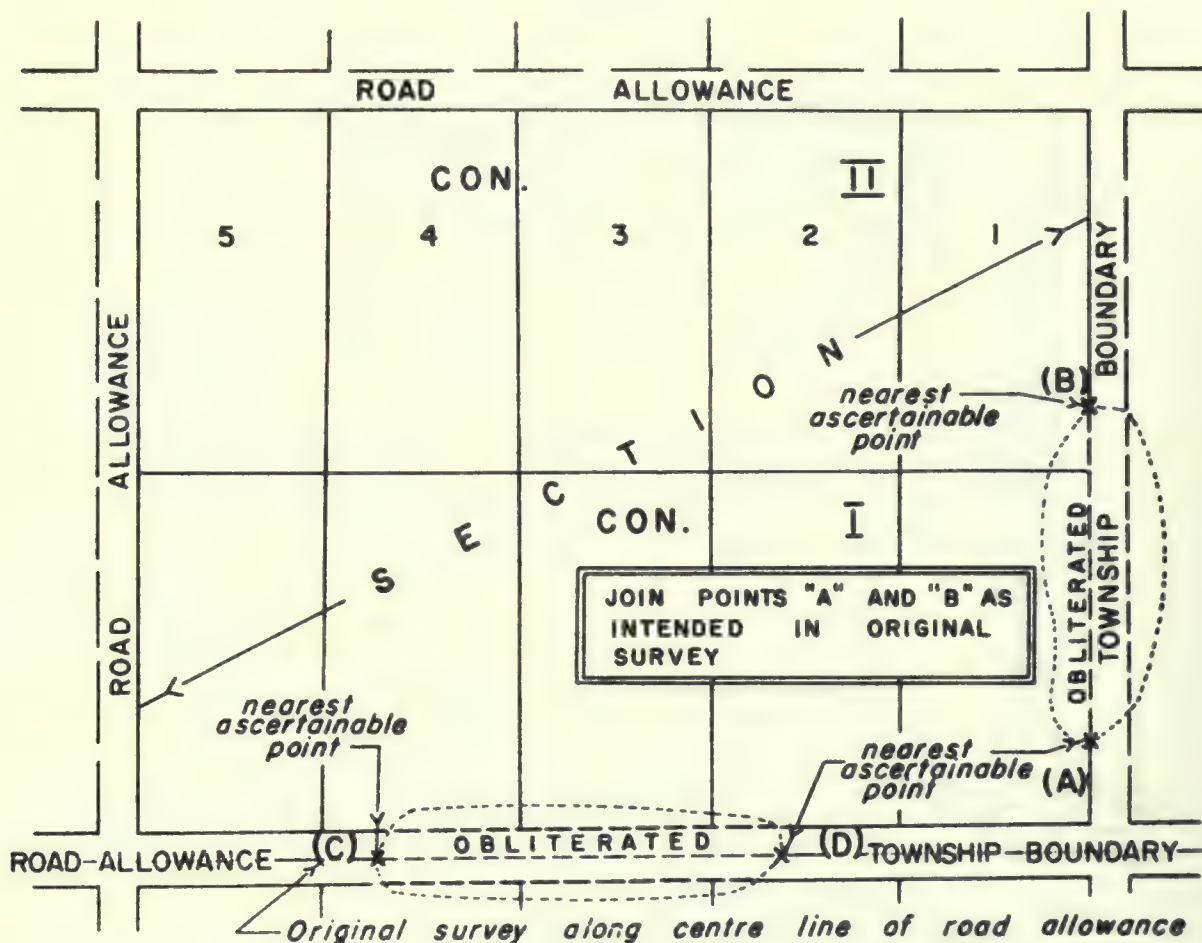 ROAD ALLOWANCE
CON. II
5 4 3 2 1
ROAD ALLOWANCE
BOUNDARY
SECTION
nearest
ascertainable
point
(B)
CON. I
OBLITERATED
TOWNSHIP
JOIN POINTS "A" AND "B" AS
INTENDED IN ORIGINAL
SURVEY
nearest
ascertainable
point
nearest
ascertainable
point
(A)
ROAD-ALLOWANCE (C) OBLITERATED (D) TOWNSHIP-BOUNDARY
Original survey along centre line of road allowance